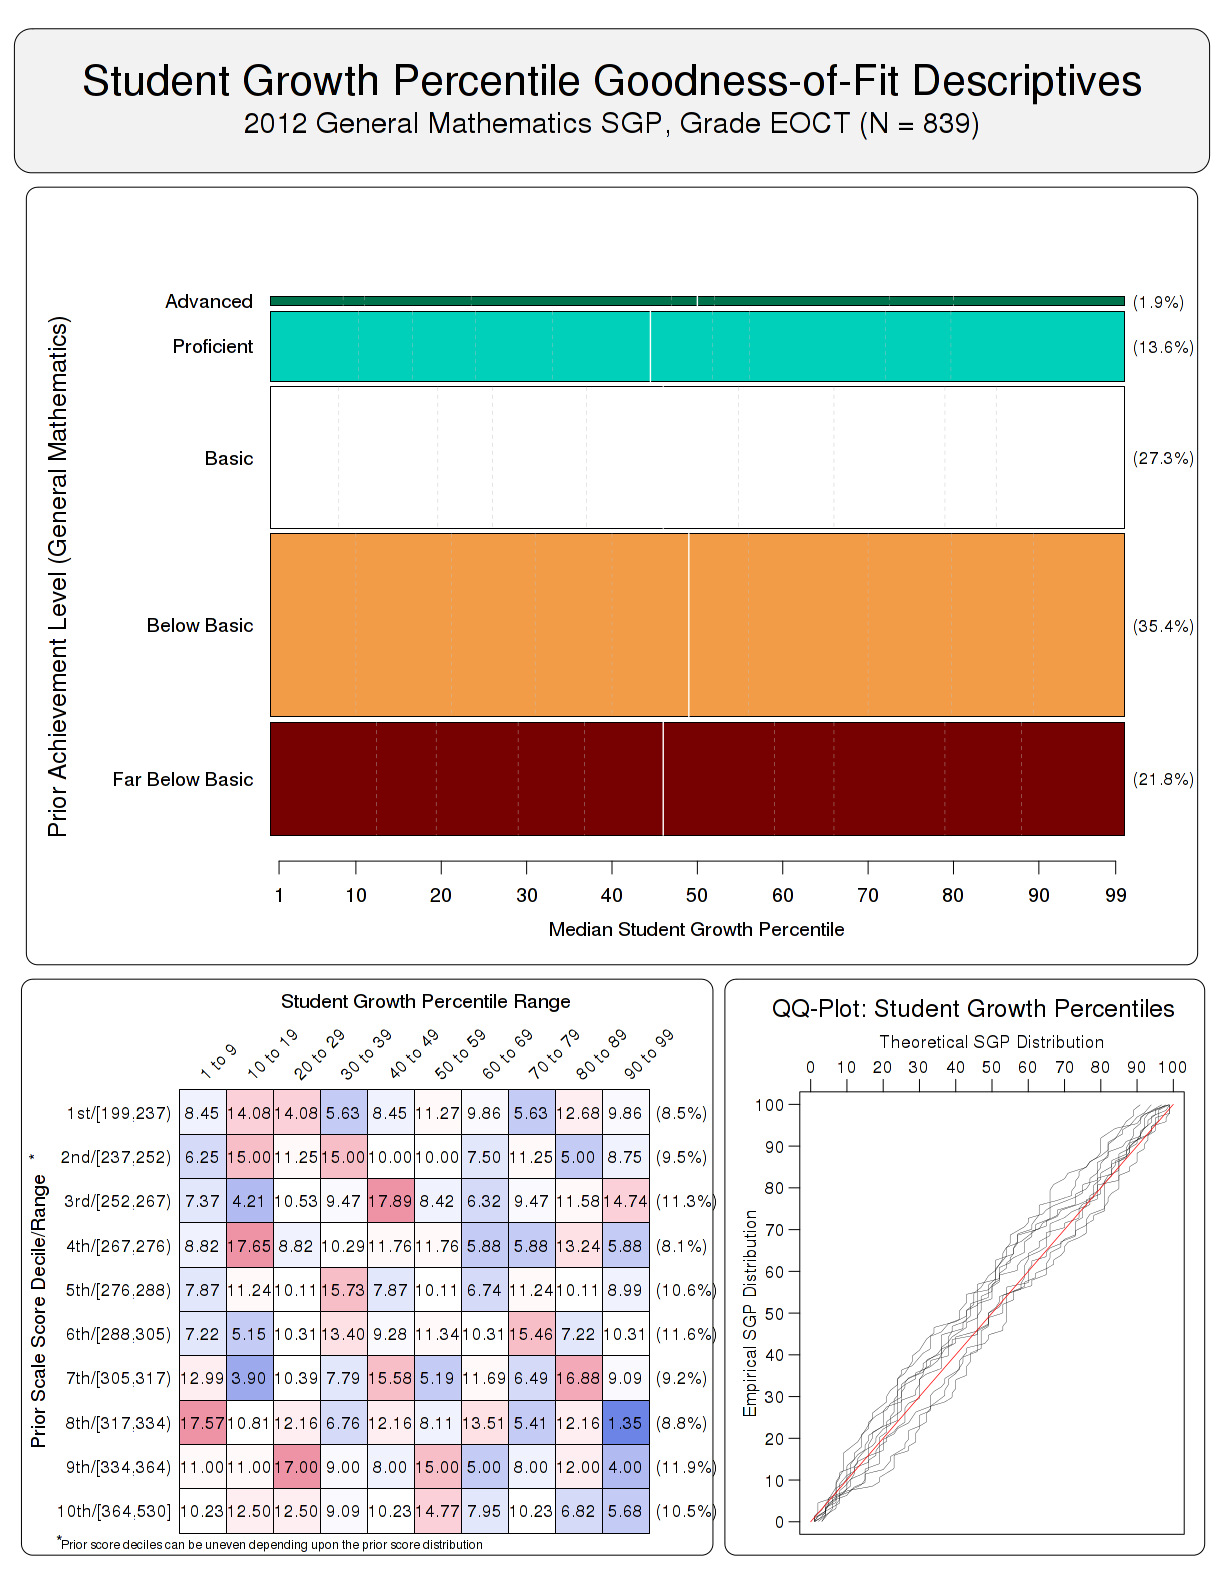 Student Growth Percentile Goodness-of-Fit Descriptives
2012 General Mathematics SGP, Grade EOCT (N = 839)
Prior Achievement Level (General Mathematics)
Advanced (1.9%)
Proficient (13.6%)
Basic (27.3%)
Below Basic (35.4%)
Far Below Basic (21.8%)
1 10 20 30 40 50 60 70 80 90 99
Median Student Growth Percentile
Student Growth Percentile Range
1 to 9 10 to 19 20 to 29 30 to 39 40 to 49 50 to 59 60 to 69 70 to 79 80 to 89 90 to 99
Prior Scale Score Decile/Range *
1st/[199,237) 8.45 14.08 14.08 5.63 8.45 11.27 9.86 5.63 12.68 9.86 (8.5%)
2nd/[237,252) 6.25 15.00 11.25 15.00 10.00 10.00 7.50 11.25 5.00 8.75 (9.5%)
3rd/[252,267) 7.37 4.21 10.53 9.47 17.89 8.42 6.32 9.47 11.58 14.74 (11.3%)
4th/[267,276) 8.82 17.65 8.82 10.29 11.76 11.76 5.88 5.88 13.24 5.88 (8.1%)
5th/[276,288) 7.87 11.24 10.11 15.73 7.87 10.11 6.74 11.24 10.11 8.99 (10.6%)
6th/[288,305) 7.22 5.15 10.31 13.40 9.28 11.34 10.31 15.46 7.22 10.31 (11.6%)
7th/[305,317) 12.99 3.90 10.39 7.79 15.58 5.19 11.69 6.49 16.88 9.09 (9.2%)
8th/[317,334) 17.57 10.81 12.16 6.76 12.16 8.11 13.51 5.41 12.16 1.35 (8.8%)
9th/[334,364) 11.00 11.00 17.00 9.00 8.00 15.00 5.00 8.00 12.00 4.00 (11.9%)
10th/[364,530] 10.23 12.50 12.50 9.09 10.23 14.77 7.95 10.23 6.82 5.68 (10.5%)
*Prior score deciles can be uneven depending upon the prior score distribution
QQ-Plot: Student Growth Percentiles
Theoretical SGP Distribution
0 10 20 30 40 50 60 70 80 90 100
Empirical SGP Distribution
100
90
80
70
60
50
40
30
20
10
0